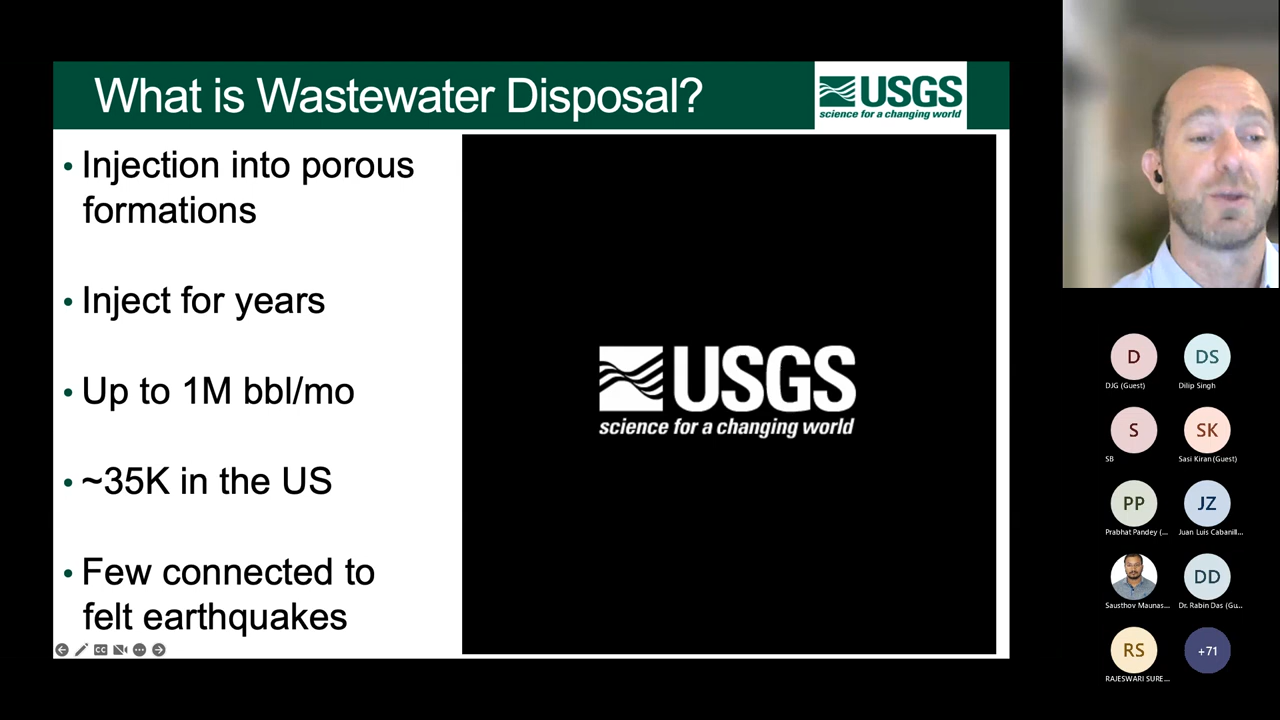 What is Wastewater Disposal?
USGS
science for a changing world
• Injection into porous
formations
• Inject for years
• Up to 1M bbl/mo
• ~35K in the US
• Few connected to
felt earthquakes
USGS
science for a changing world
CC
D
DS
DJG (Guest)
Dilip Singh
S
SK
SB
Sasi Kiran (Guest)
PP
JZ
Prabhat Pandey (...
Juan Luis Cabanill...
DD
Sausthov Maunas...
Dr. Rabin Das (Gu...
RS
+71
RAJESWARI SURE...